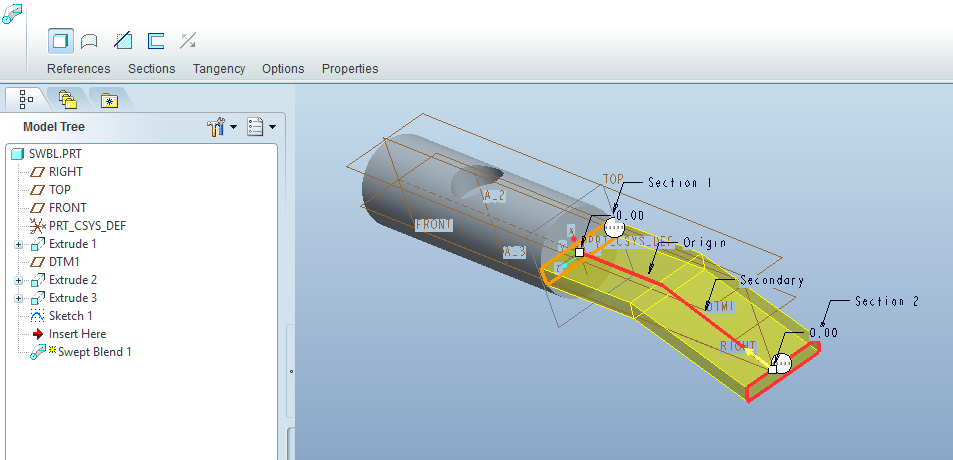 References Sections Tangency Options Properties
Model Tree
SWBL.PRT
RIGHT
TOP
FRONT
PRT_CSYS_DEF
Extrude 1
DTM1
Extrude 2
Extrude 3
Sketch 1
Insert Here
Swept Blend 1
TOP
Section 1
A_2
0.00
FRONT
X
PRT_CSYS_DEF
Origin
A_3
Y
Z
Secondary
DTM1
Section 2
0.00
RIGHT